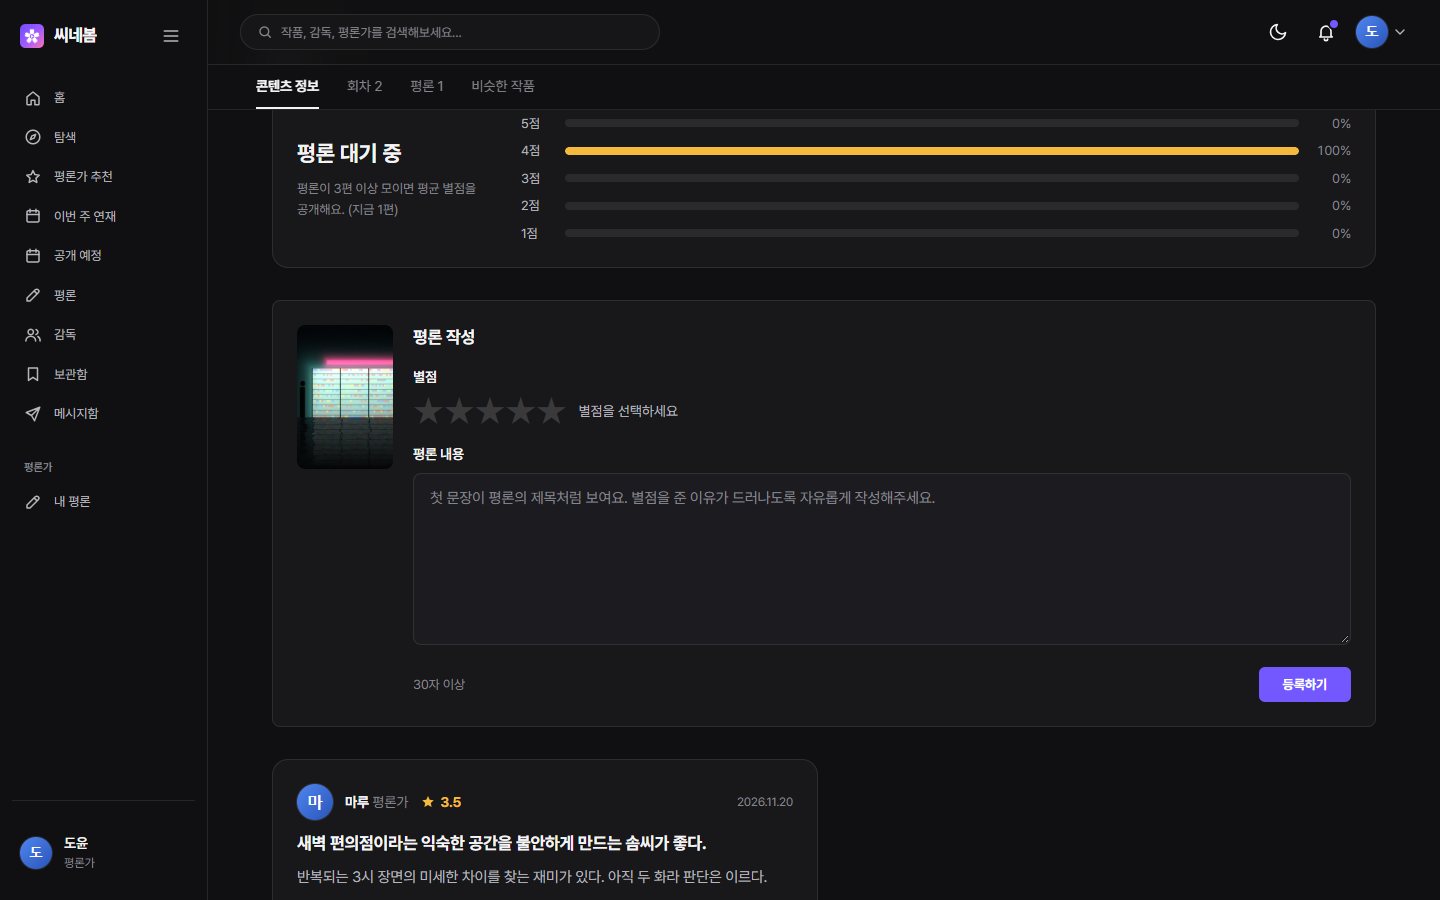 씨네봄
작품, 감독, 평론가를 검색해보세요...
도
홈
탐색
평론가 추천
이번 주 연재
공개 예정
평론
감독
보관함
메시지함
평론가
내 평론
도
도윤
평론가
콘텐츠 정보
회차 2
평론 1
비슷한 작품
평론 대기 중
평론이 3편 이상 모이면 평균 별점을
공개해요. (지금 1편)
5점 0%
4점 100%
3점 0%
2점 0%
1점 0%
평론 작성
별점
별점을 선택하세요
평론 내용
첫 문장이 평론의 제목처럼 보여요. 별점을 준 이유가 드러나도록 자유롭게 작성해주세요.
30자 이상
등록하기
마
마루 평론가 ★ 3.5
2026.11.20
새벽 편의점이라는 익숙한 공간을 불안하게 만드는 솜씨가 좋다.
반복되는 3시 장면의 미세한 차이를 찾는 재미가 있다. 아직 두 화라 판단은 이르다.